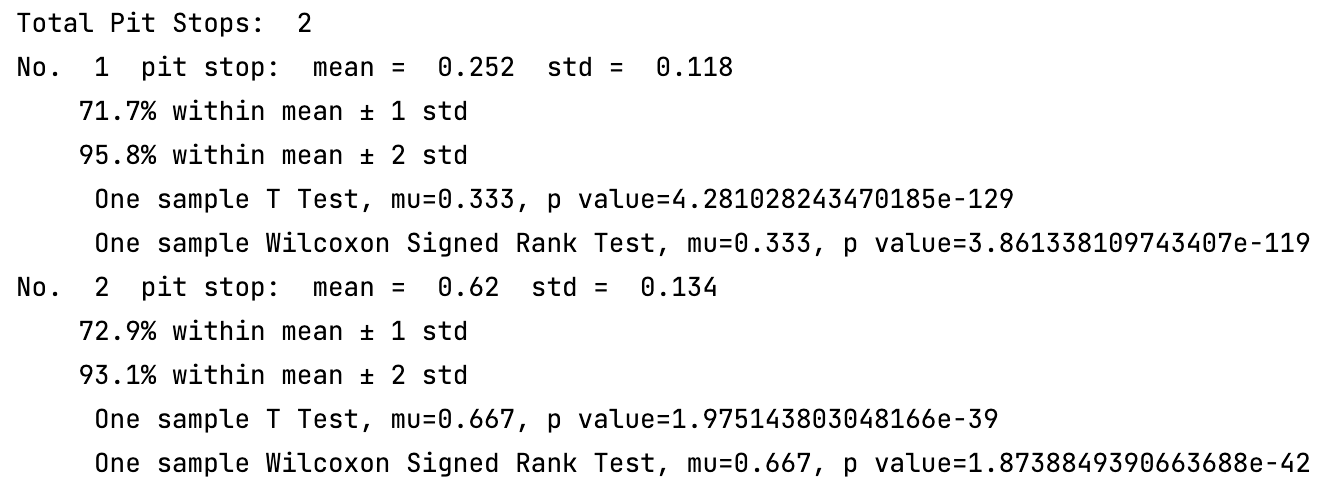 Total Pit Stops:  2
No.  1  pit stop:  mean =  0.252  std =  0.118
    71.7% within mean ± 1 std
    95.8% within mean ± 2 std
     One sample T Test, mu=0.333, p value=4.281028243470185e-129
     One sample Wilcoxon Signed Rank Test, mu=0.333, p value=3.861338109743407e-119
No.  2  pit stop:  mean =  0.62  std =  0.134
    72.9% within mean ± 1 std
    93.1% within mean ± 2 std
     One sample T Test, mu=0.667, p value=1.975143803048166e-39
     One sample Wilcoxon Signed Rank Test, mu=0.667, p value=1.8738849390663688e-42